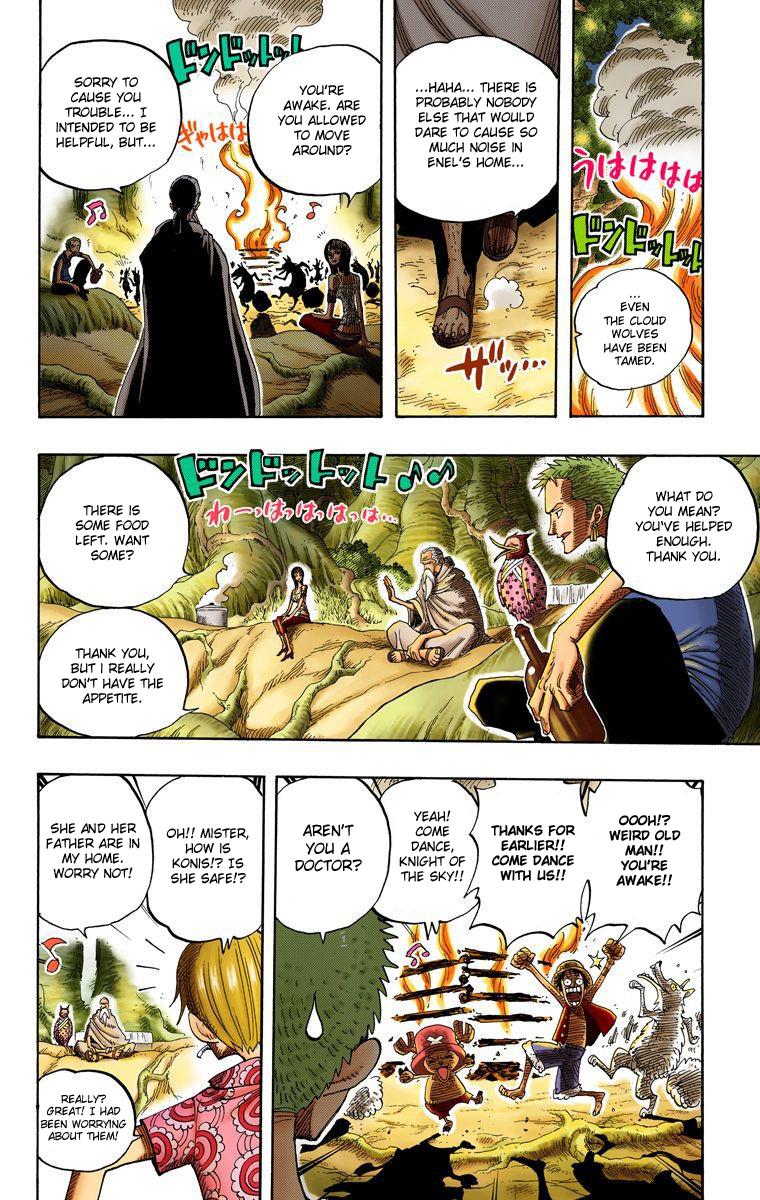 うはははは
ドンドットットッ
...
EVEN
THE CLOUD
WOLVES
HAVE BEEN
TAMED.
...HAHA... THERE IS
PROBABLY NOBODY
ELSE THAT WOULD
DARE TO CAUSE SO
MUCH NOISE IN
ENEL'S HOME...
ザッ...
ドンドットットッ
YOU'RE
AWAKE. ARE
YOU ALLOWED
TO MOVE
AROUND?
ぎゃははは
SORRY TO
CAUSE YOU
TROUBLE... I
INTENDED TO BE
HELPFUL, BUT...
WHAT DO
YOU MEAN?
YOU'VE HELPED
ENOUGH.
THANK YOU.
ドンドットット
わーっはっはっはっは...
THERE IS
SOME FOOD
LEFT. WANT
SOME?
THANK YOU,
BUT I REALLY
DON'T HAVE THE
APPETITE.
OOOH!?
WEIRD OLD
MAN!!
YOU'RE
AWAKE!!
THANKS FOR
EARLIER!!
COME DANCE
WITH US!!
YEAH!
COME
DANCE,
KNIGHT OF
THE SKY!!
AREN'T
YOU A
DOCTOR?
OH!! MISTER,
HOW IS
KONIS!? IS
SHE SAFE!?
SHE AND HER
FATHER ARE IN
MY HOME.
WORRY NOT!
REALLY?
GREAT! I HAD
BEEN WORRYING
ABOUT THEM!